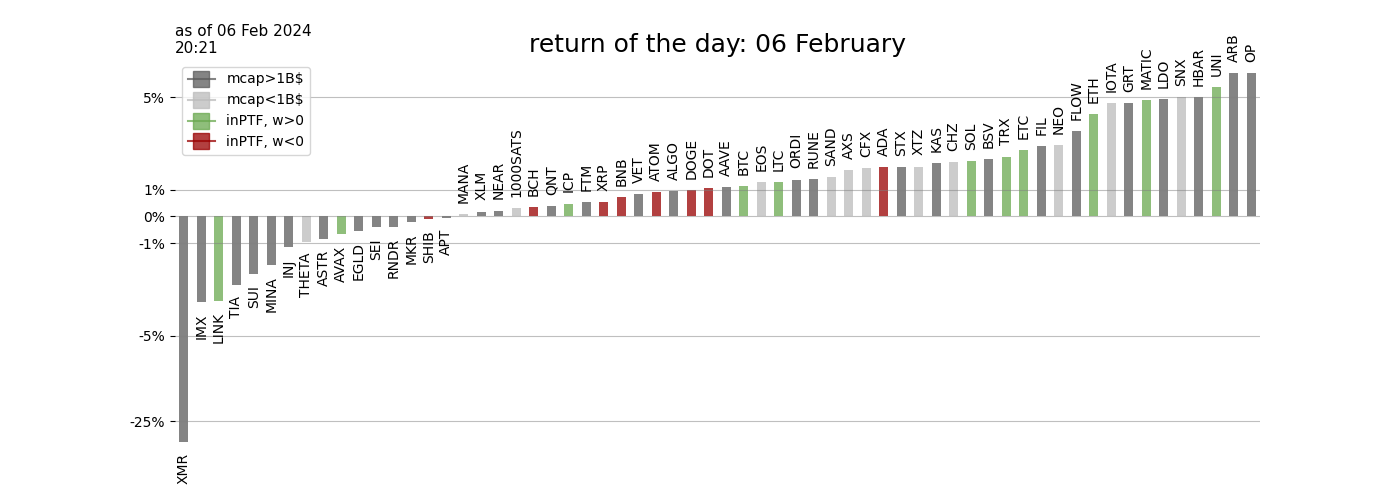 as of 06 Feb 2024
20:21
return of the day: 06 February
mcap>1B$
mcap<1B$
inPTF, w>0
inPTF, w<0
5%
1%
0%
-1%
-5%
-25%
XMR
IMX
LINK
TIA
SUI
MINA
INJ
THETA
ASTR
AVAX
EGLD
SEI
RNDR
MKR
SHIB
APT
MANA
XLM
NEAR
1000SATS
BCH
QNT
ICP
FTM
XRP
BNB
VET
ATOM
ALGO
DOGE
DOT
AAVE
BTC
EOS
LTC
ORDI
RUNE
SAND
AXS
CFX
ADA
STX
XTZ
KAS
CHZ
SOL
BSV
TRX
ETC
FIL
NEO
FLOW
ETH
IOTA
GRT
MATIC
LDO
SNX
HBAR
UNI
ARB
OP